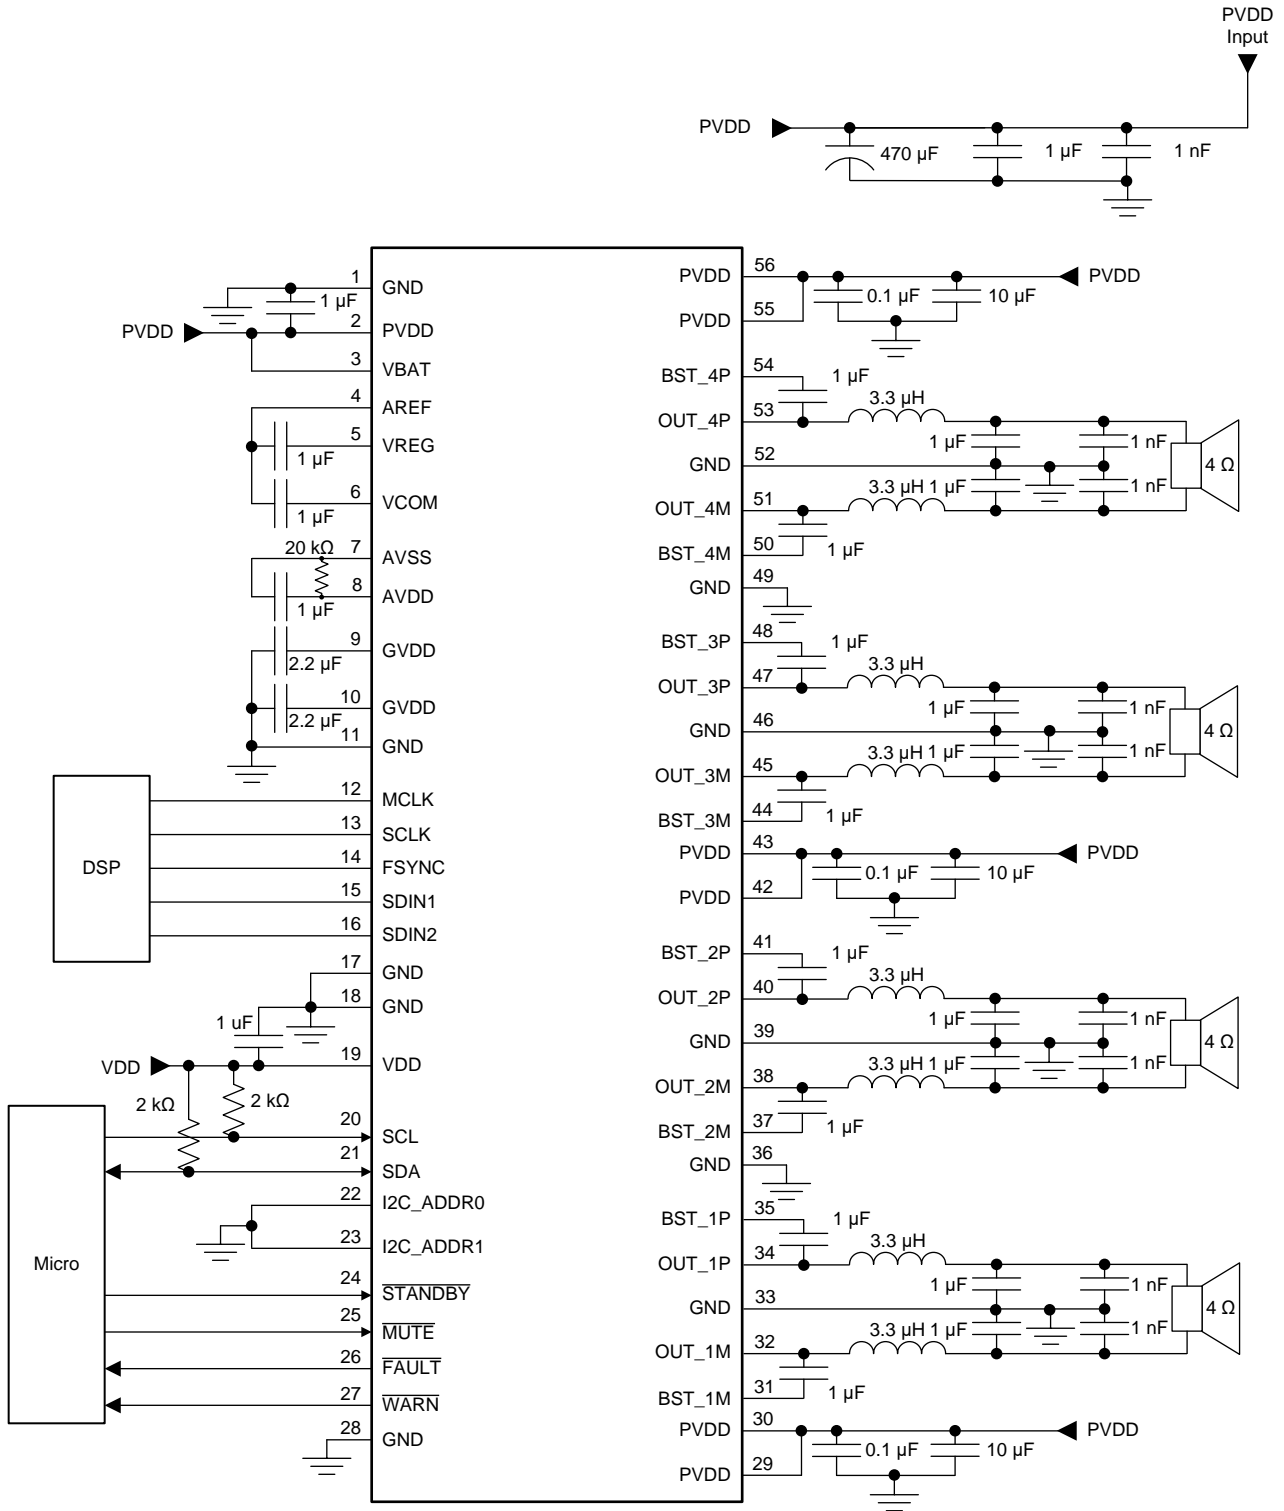 PVDD
Input
PVDD
470 µF
1 µF
1 nF
1
GND
1 µF
PVDD
2
PVDD
3
VBAT
4
AREF
5
VREG
1 µF
6
VCOM
1 µF
20 kΩ
7
AVSS
8
AVDD
1 µF
9
GVDD
2.2 µF
10
GVDD
2.2 µF
11
GND
DSP
12
MCLK
13
SCLK
14
FSYNC
15
SDIN1
16
SDIN2
17
GND
18
GND
1 uF
VDD
19
VDD
2 kΩ
2 kΩ
Micro
20
SCL
21
SDA
22
I2C_ADDR0
23
I2C_ADDR1
24
STANDBY
25
MUTE
26
FAULT
27
WARN
28
GND
PVDD
56
PVDD
0.1 µF
10 µF
PVDD
55
BST_4P
54
1 µF
3.3 µH
OUT_4P
53
1 µF
1 nF
GND
52
4 Ω
3.3 µH
1 µF
1 nF
OUT_4M
51
BST_4M
50
1 µF
GND
49
BST_3P
48
1 µF
3.3 µH
OUT_3P
47
1 µF
1 nF
GND
46
4 Ω
3.3 µH
1 µF
1 nF
OUT_3M
45
BST_3M
44
1 µF
PVDD
43
PVDD
0.1 µF
10 µF
PVDD
42
BST_2P
41
1 µF
3.3 µH
OUT_2P
40
1 µF
1 nF
GND
39
4 Ω
3.3 µH
1 µF
1 nF
OUT_2M
38
BST_2M
37
1 µF
GND
36
BST_1P
35
1 µF
3.3 µH
OUT_1P
34
1 µF
1 nF
GND
33
4 Ω
3.3 µH
1 µF
1 nF
OUT_1M
32
BST_1M
31
1 µF
PVDD
30
PVDD
0.1 µF
10 µF
PVDD
29